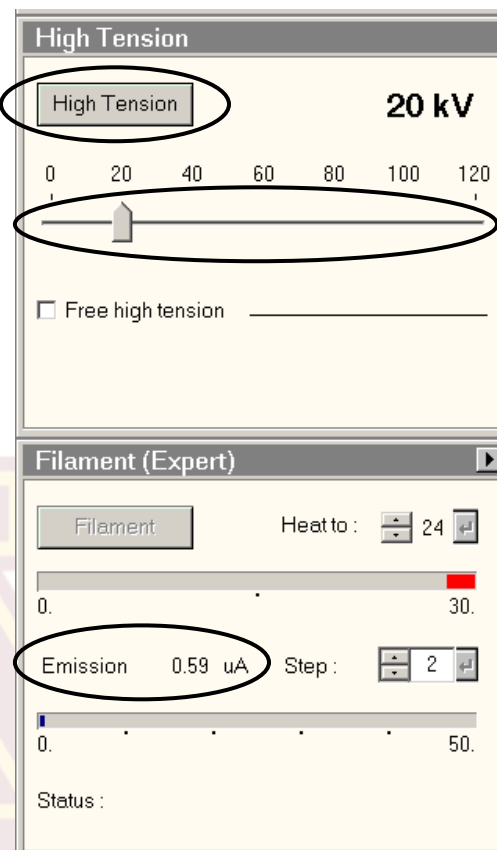 High Tension
High Tension 20 kV
0 20 40 60 80 100 120
Free high tension
Filament (Expert)
Filament Heat to : 24
0. 30.
Emission 0.59 uA Step : 2
0. 50.
Status :